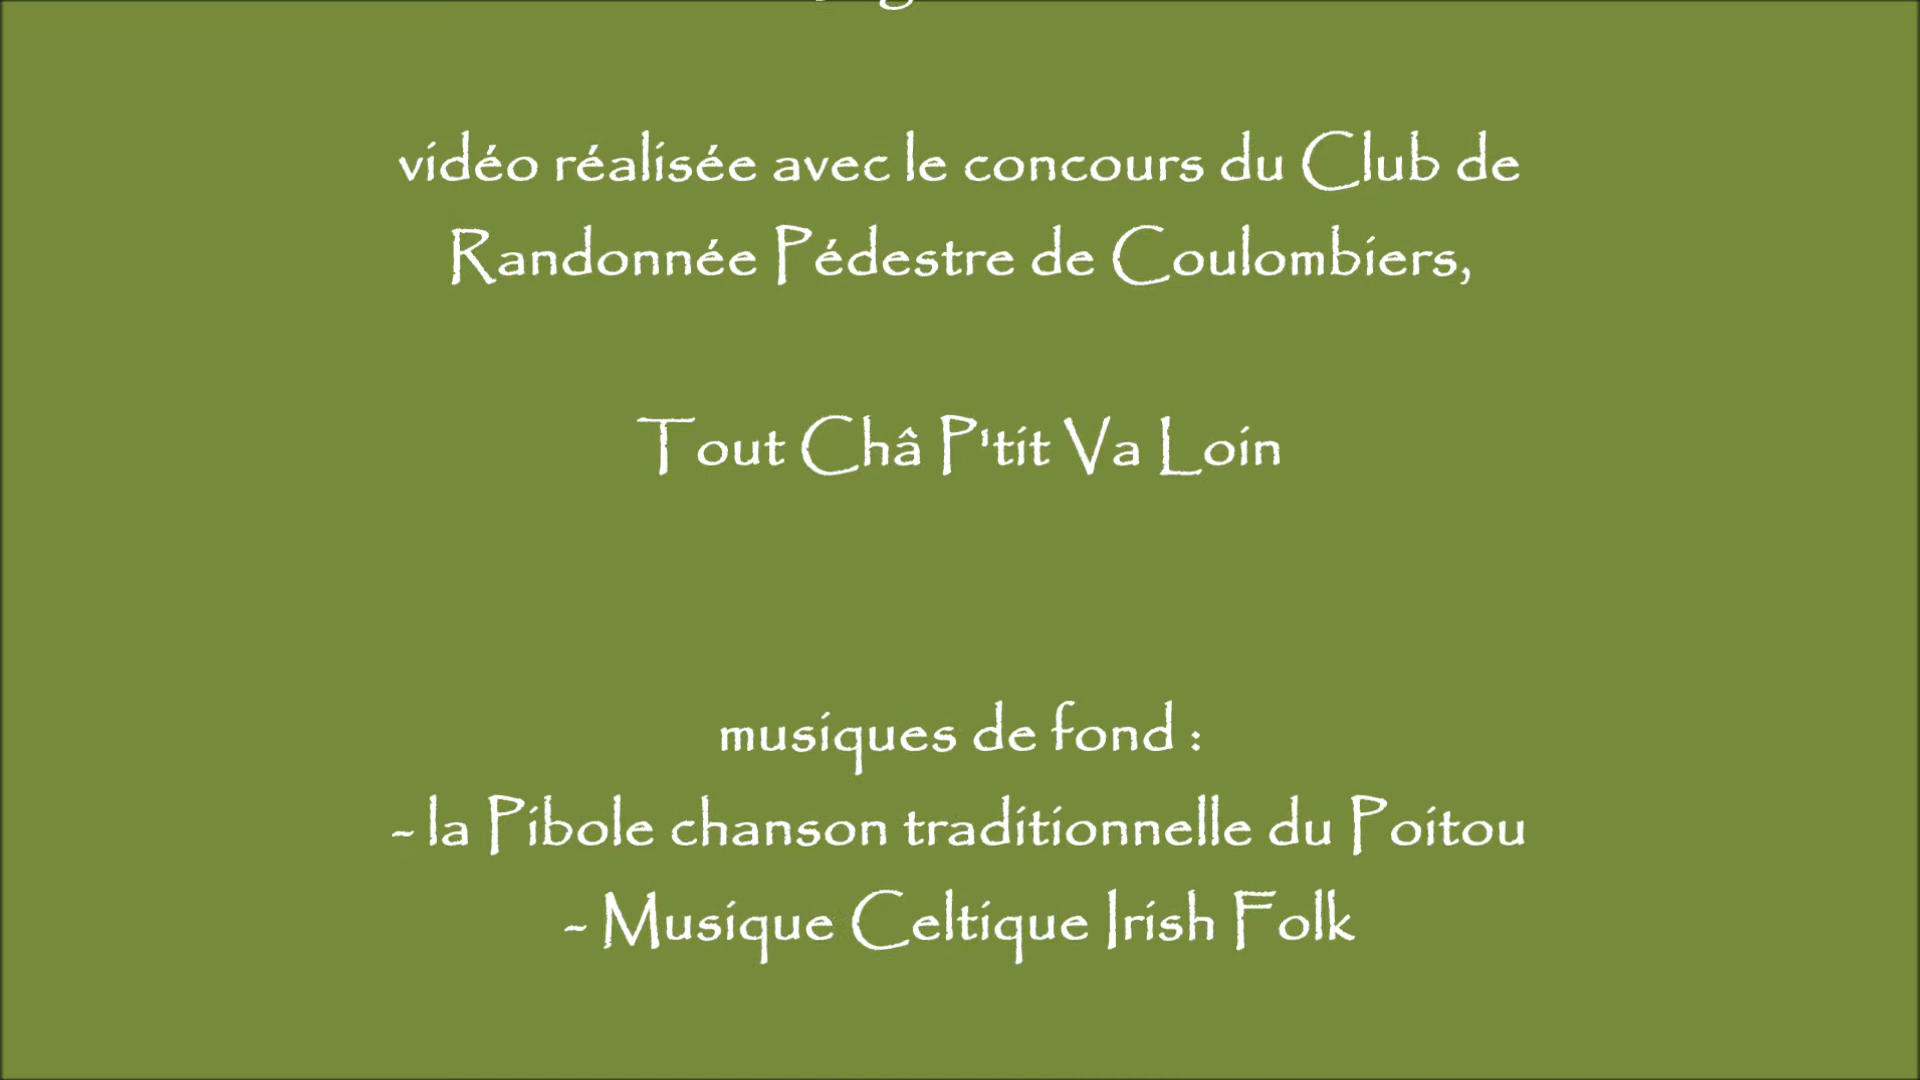 vidéo réalisée avec le concours du Club de
Randonnée Pédestre de Coulombiers,
Tout Châ P'tit Va Loin
musiques de fond :
- la Pibole chanson traditionnelle du Poitou
- Musique Celtique Irish Folk